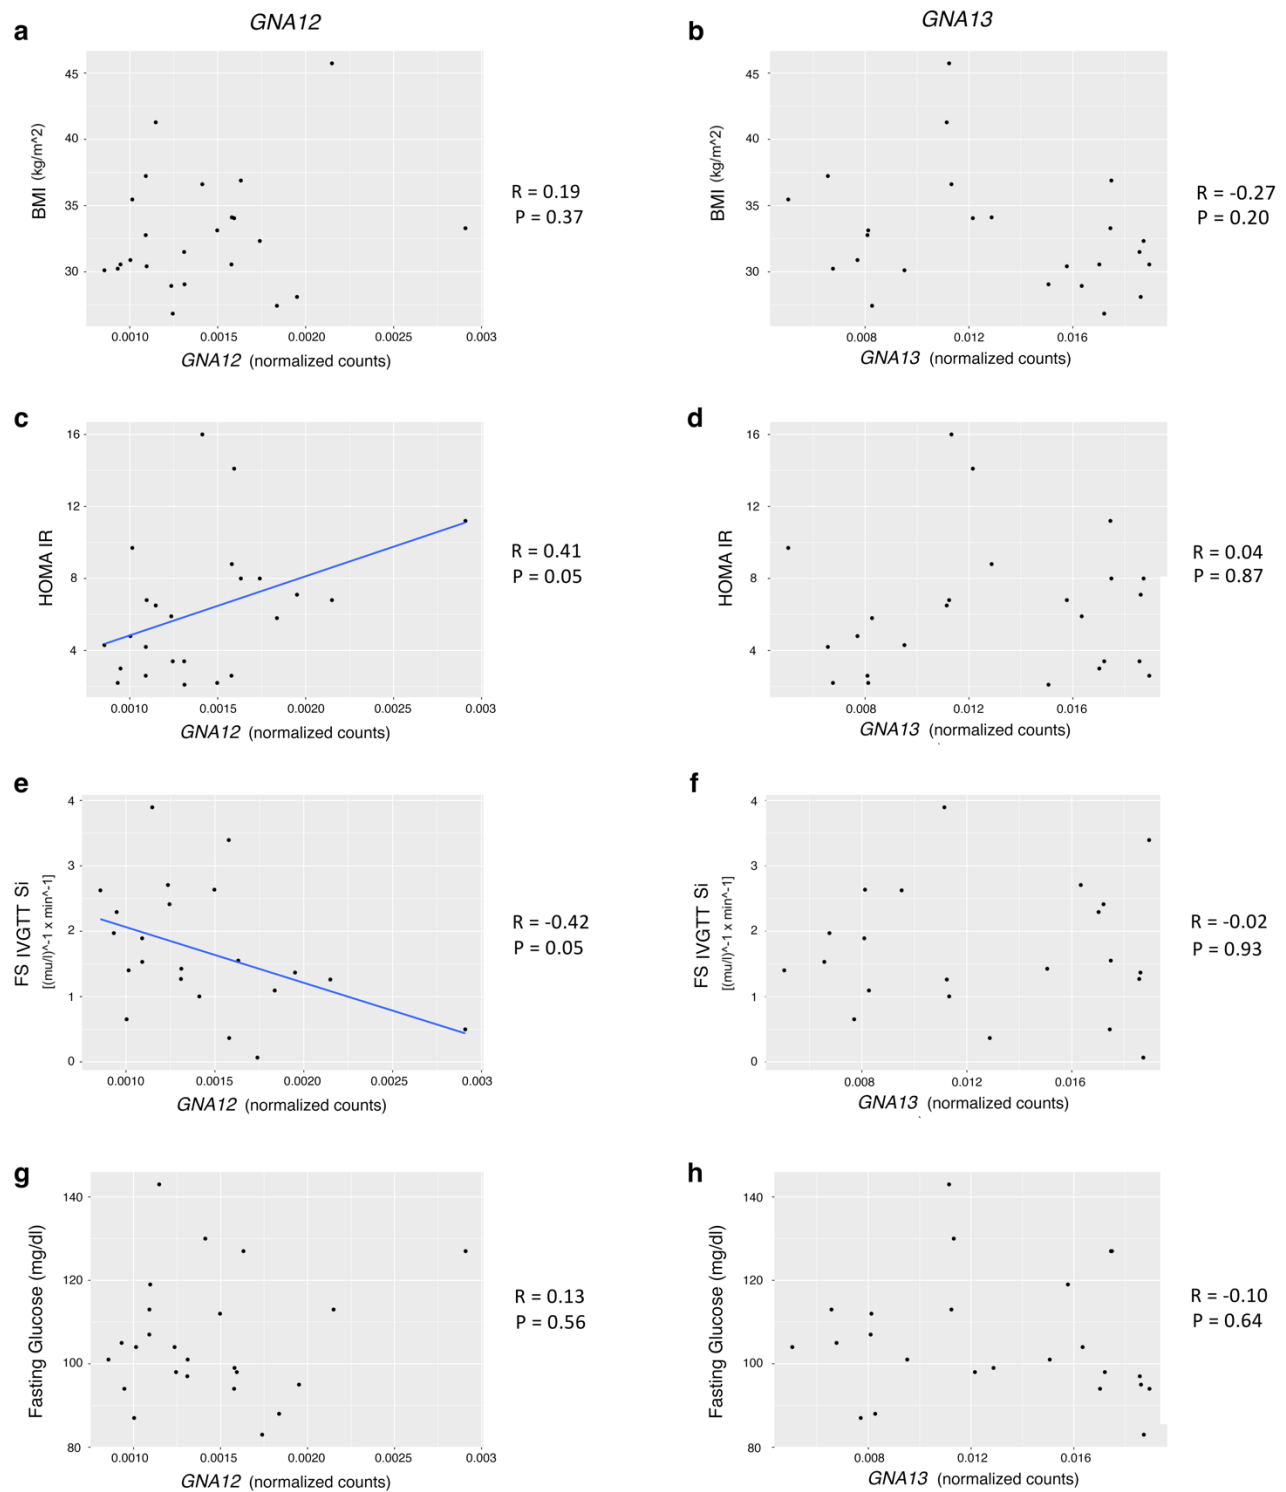 GNA12
GNA13
a
45
40
35
30
BMI (kg/m^2)
0.0010 0.0015 0.0020 0.0025 0.003
GNA12 (normalized counts)
R = 0.19
P = 0.37
b
45
40
35
30
BMI (kg/m^2)
0.008 0.012 0.016
GNA13 (normalized counts)
R = -0.27
P = 0.20
c
16
12
8
4
HOMA IR
0.0010 0.0015 0.0020 0.0025 0.003
GNA12 (normalized counts)
R = 0.41
P = 0.05
d
16
12
8
4
HOMA IR
0.008 0.012 0.016
GNA13 (normalized counts)
R = 0.04
P = 0.87
e
4
3
2
1
0
FS IVGTT Si
[(mu/l)^-1 x min^-1]
0.0010 0.0015 0.0020 0.0025 0.003
GNA12 (normalized counts)
R = -0.42
P = 0.05
f
4
3
2
1
0
FS IVGTT Si
[(mu/l)^-1 x min^-1]
0.008 0.012 0.016
GNA13 (normalized counts)
R = -0.02
P = 0.93
g
140
120
100
80
Fasting Glucose (mg/dl)
0.0010 0.0015 0.0020 0.0025 0.003
GNA12 (normalized counts)
R = 0.13
P = 0.56
h
140
120
100
80
Fasting Glucose (mg/dl)
0.008 0.012 0.016
GNA13 (normalized counts)
R = -0.10
P = 0.64